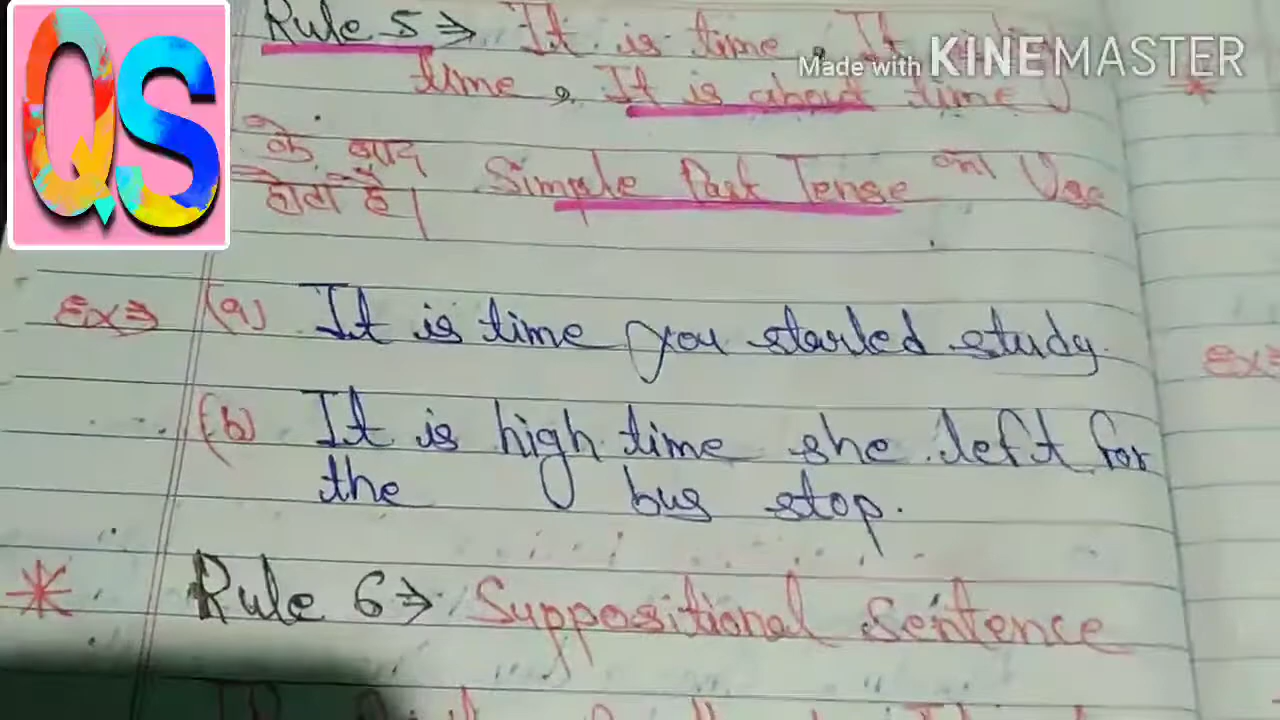 QS
Rule 5 ⇒ It is time, It
Made with KINEMASTER
time, It is about time
के बाद Simple Past Tense का Use
होता है।
Ex ⇒ (a) It is time you started study.
(b) It is high time she left for
the bus stop.
* Rule 6 ⇒ Suppositional sentence
Ex